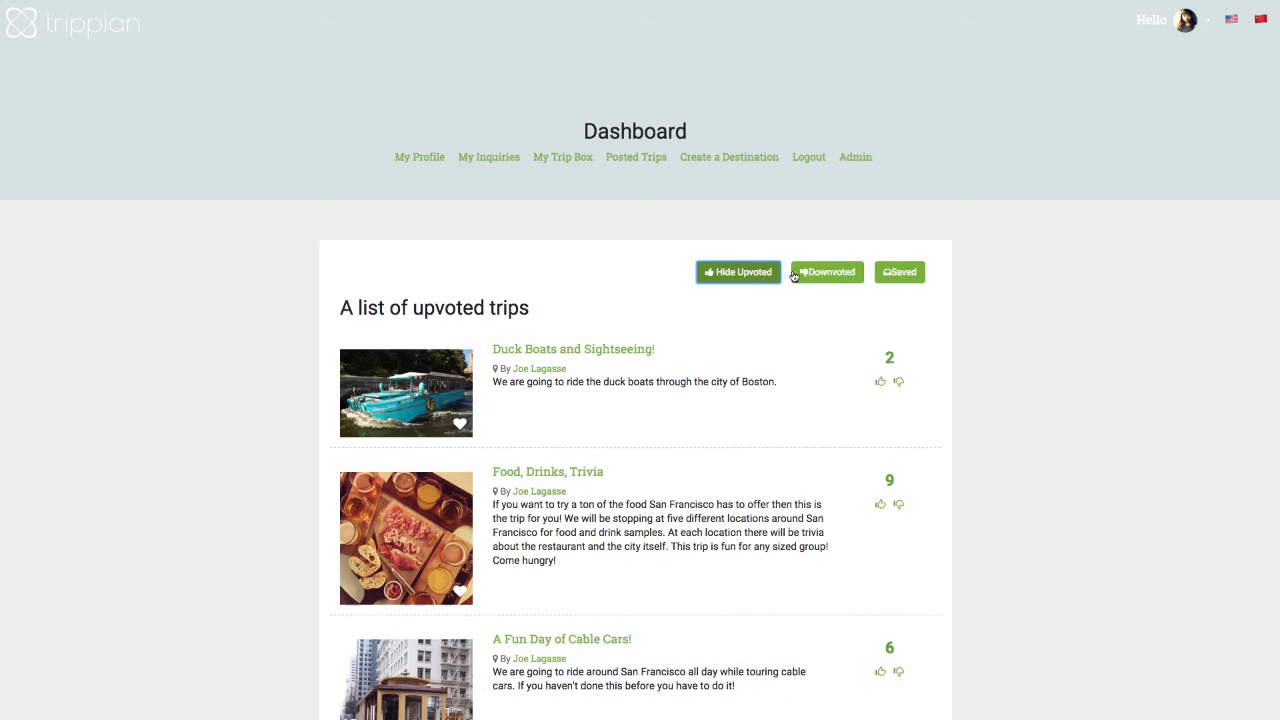 trippian
Hello
Dashboard
My Profile My Inquiries My Trip Box Posted Trips Create a Destination Logout Admin
Hide Upvoted Downvoted Saved
A list of upvoted trips
Duck Boats and Sightseeing!
By Joe Lagasse
We are going to ride the duck boats through the city of Boston.
2
Food, Drinks, Trivia
By Joe Lagasse
If you want to try a ton of the food San Francisco has to offer then this is
the trip for you! We will be stopping at five different locations around San
Francisco for food and drink samples. At each location there will be trivia
about the restaurant and the city itself. This trip is fun for any sized group!
Come hungry!
9
A Fun Day of Cable Cars!
By Joe Lagasse
We are going to ride around San Francisco all day while touring cable
cars. If you haven't done this before you have to do it!
6